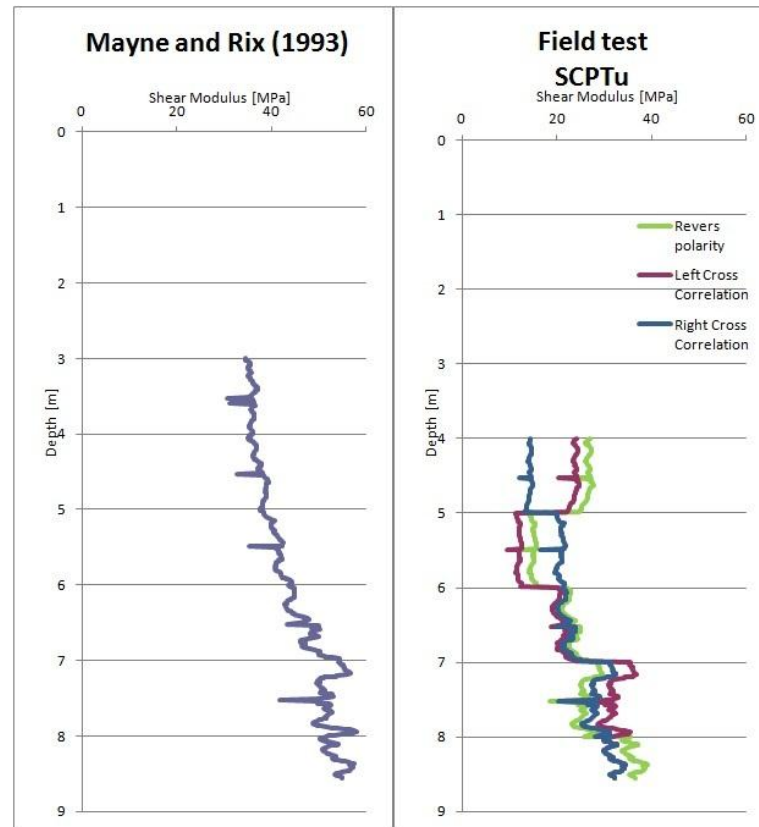 Mayne and Rix (1993)
Shear Modulus [MPa]
0 20 40 60
0
1
2
3
4
5
6
7
8
9
Depth [m]
Field test
SCPTu
Shear Modulus [MPa]
0 20 40 60
0
1
2
3
4
5
6
7
8
9
Depth [m]
Revers
polarity
Left Cross
Correlation
Right Cross
Correlation